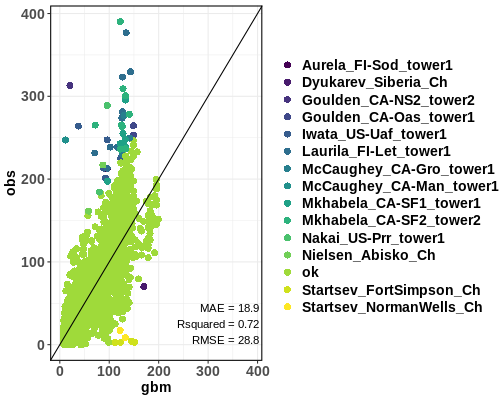 400
300
200
100
0
obs
MAE = 18.9
Rsquared = 0.72
RMSE = 28.8
0 100 200 300 400
gbm
Aurela_FI-Sod_tower1
Dyukarev_Siberia_Ch
Goulden_CA-NS2_tower2
Goulden_CA-Oas_tower1
Iwata_US-Uaf_tower1
Laurila_FI-Let_tower1
McCaughey_CA-Gro_tower1
McCaughey_CA-Man_tower1
Mkhabela_CA-SF1_tower1
Mkhabela_CA-SF2_tower2
Nakai_US-Prr_tower1
Nielsen_Abisko_Ch
ok
Startsev_FortSimpson_Ch
Startsev_NormanWells_Ch